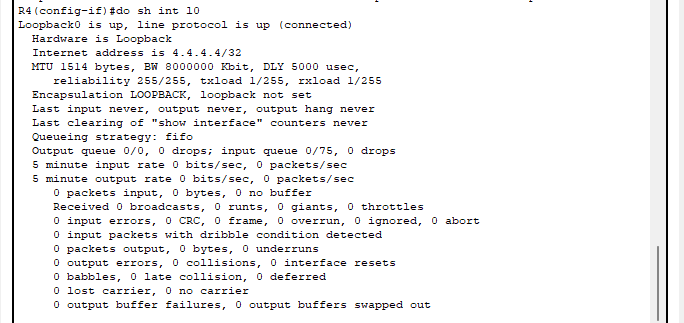 R4(config-if)#do sh int l0
Loopback0 is up, line protocol is up (connected)
Hardware is Loopback
Internet address is 4.4.4.4/32
MTU 1514 bytes, BW 8000000 Kbit, DLY 5000 usec,
reliability 255/255, txload 1/255, rxload 1/255
Encapsulation LOOPBACK, loopback not set
Last input never, output never, output hang never
Last clearing of "show interface" counters never
Queueing strategy: fifo
Output queue 0/0, 0 drops; input queue 0/75, 0 drops
5 minute input rate 0 bits/sec, 0 packets/sec
5 minute output rate 0 bits/sec, 0 packets/sec
0 packets input, 0 bytes, 0 no buffer
Received 0 broadcasts, 0 runts, 0 giants, 0 throttles
0 input errors, 0 CRC, 0 frame, 0 overrun, 0 ignored, 0 abort
0 input packets with dribble condition detected
0 packets output, 0 bytes, 0 underruns
0 output errors, 0 collisions, 0 interface resets
0 babbles, 0 late collision, 0 deferred
0 lost carrier, 0 no carrier
0 output buffer failures, 0 output buffers swapped out